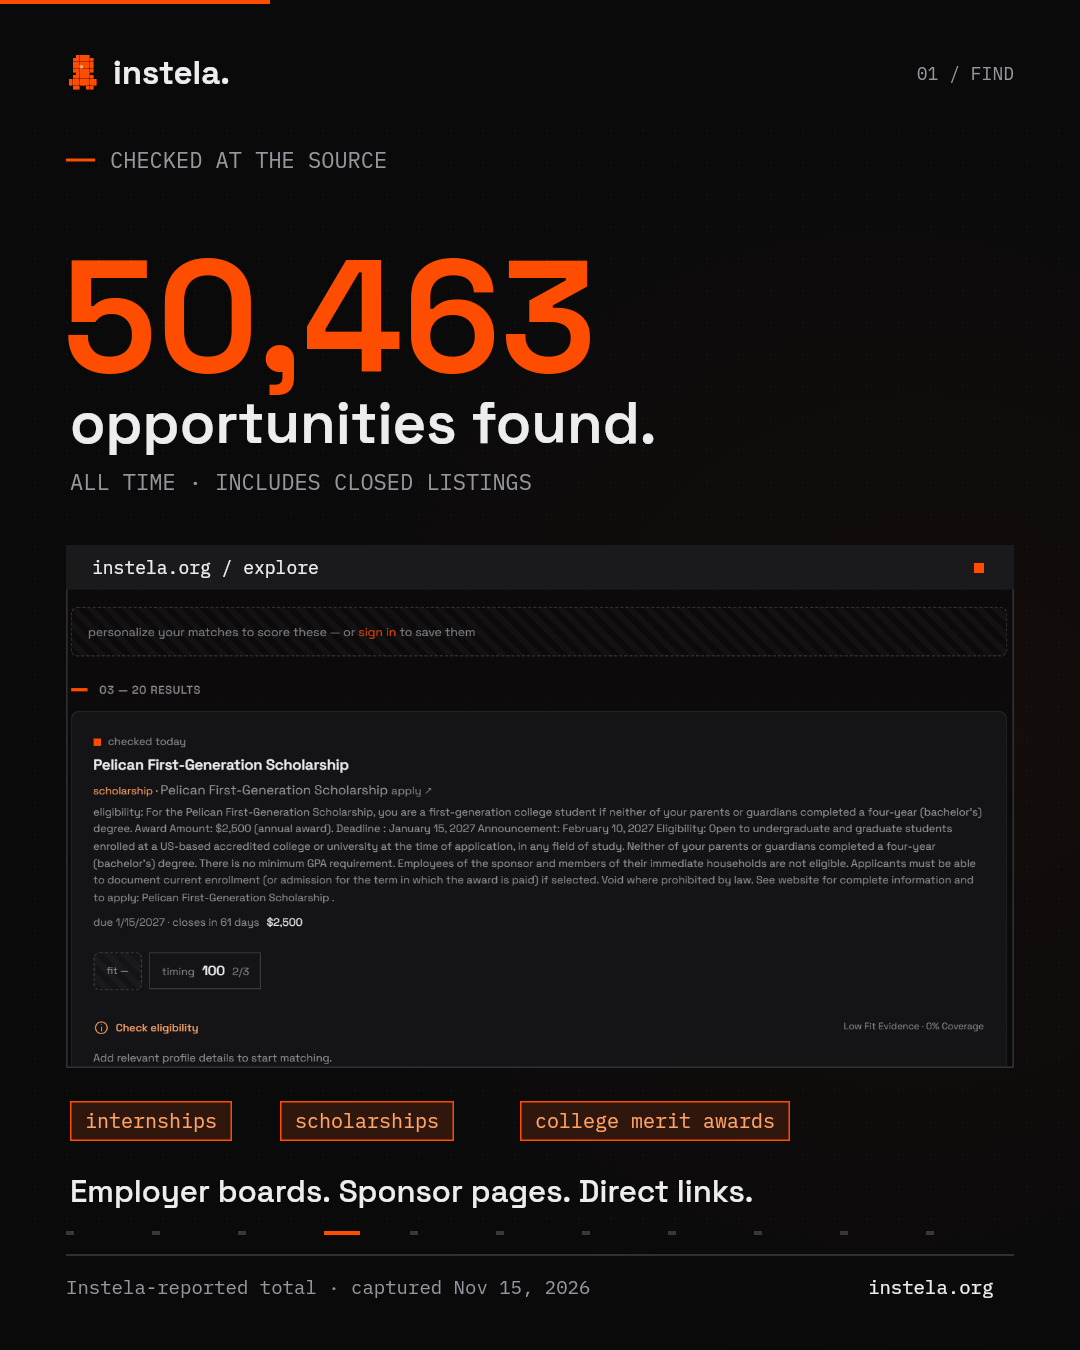 instela.
01 / FIND
CHECKED AT THE SOURCE
50,463
opportunities found.
ALL TIME · INCLUDES CLOSED LISTINGS
instela.org / explore
personalize your matches to score these — or sign in to save them
03 — 20 RESULTS
checked today
Pelican First-Generation Scholarship
scholarship · Pelican First-Generation Scholarship apply ↗
eligibility: For the Pelican First-Generation Scholarship, you are a first-generation college student if neither of your parents or guardians completed a four-year (bachelor's)
degree. Award Amount: $2,500 (annual award). Deadline : January 15, 2027 Announcement: February 10, 2027 Eligibility: Open to undergraduate and graduate students
enrolled at a US-based accredited college or university at the time of application, in any field of study. Neither of your parents or guardians completed a four-year
(bachelor's) degree. There is no minimum GPA requirement. Employees of the sponsor and members of their immediate households are not eligible. Applicants must be able
to document current enrollment (or admission for the term in which the award is paid) if selected. Void where prohibited by law. See website for complete information and
to apply: Pelican First-Generation Scholarship .
due 1/15/2027 · closes in 61 days $2,500
fit —
timing 100 2/3
Check eligibility
Low Fit Evidence · 0% Coverage
Add relevant profile details to start matching.
internships
scholarships
college merit awards
Employer boards. Sponsor pages. Direct links.
Instela-reported total · captured Nov 15, 2026
instela.org